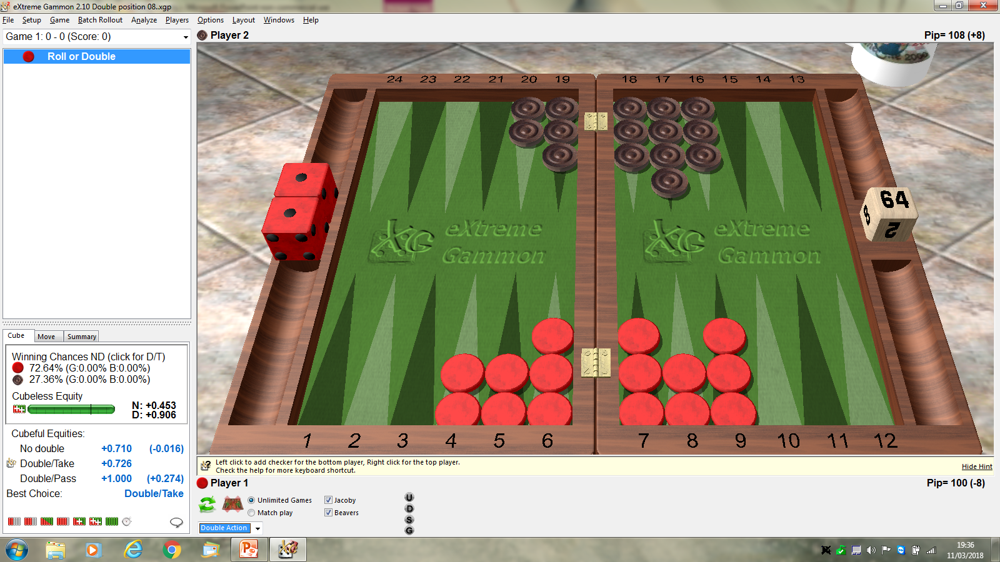 eXtreme Gammon 2.10 Double position 08..xgp
File Setup Game Batch Rollout Analyze Players Options Layout Windows Help
Game 1: 0 - 0 (Score: 0)
Player 2 Pip= 108 (+8)
Roll or Double
24 23 22 21 20 19 18 17 16 15 14 13
64
8
2
eXtreme Gammon
eXtreme Gammon
1 2 3 4 5 6 7 8 9 10 11 12
Cube Move Summary
Winning Chances ND (click for D/T)
72.64% (G:0.00% B:0.00%)
27.36% (G:0.00% B:0.00%)
Cubeless Equity
N: +0.453
D: +0.906
Cubeful Equities:
No double +0.710 (-0.016)
Double/Take +0.726
Double/Pass +1.000 (+0.274)
Best Choice: Double/Take
Left click to add checker for the bottom player, Right click for the top player.
Check the help for more keyboard shortcut.
Hide Hint
Player 1 Pip= 100 (-8)
Unlimited Games Jacoby
Match play Beavers
Double Action
U
D
S
G
19:36
11/03/2018